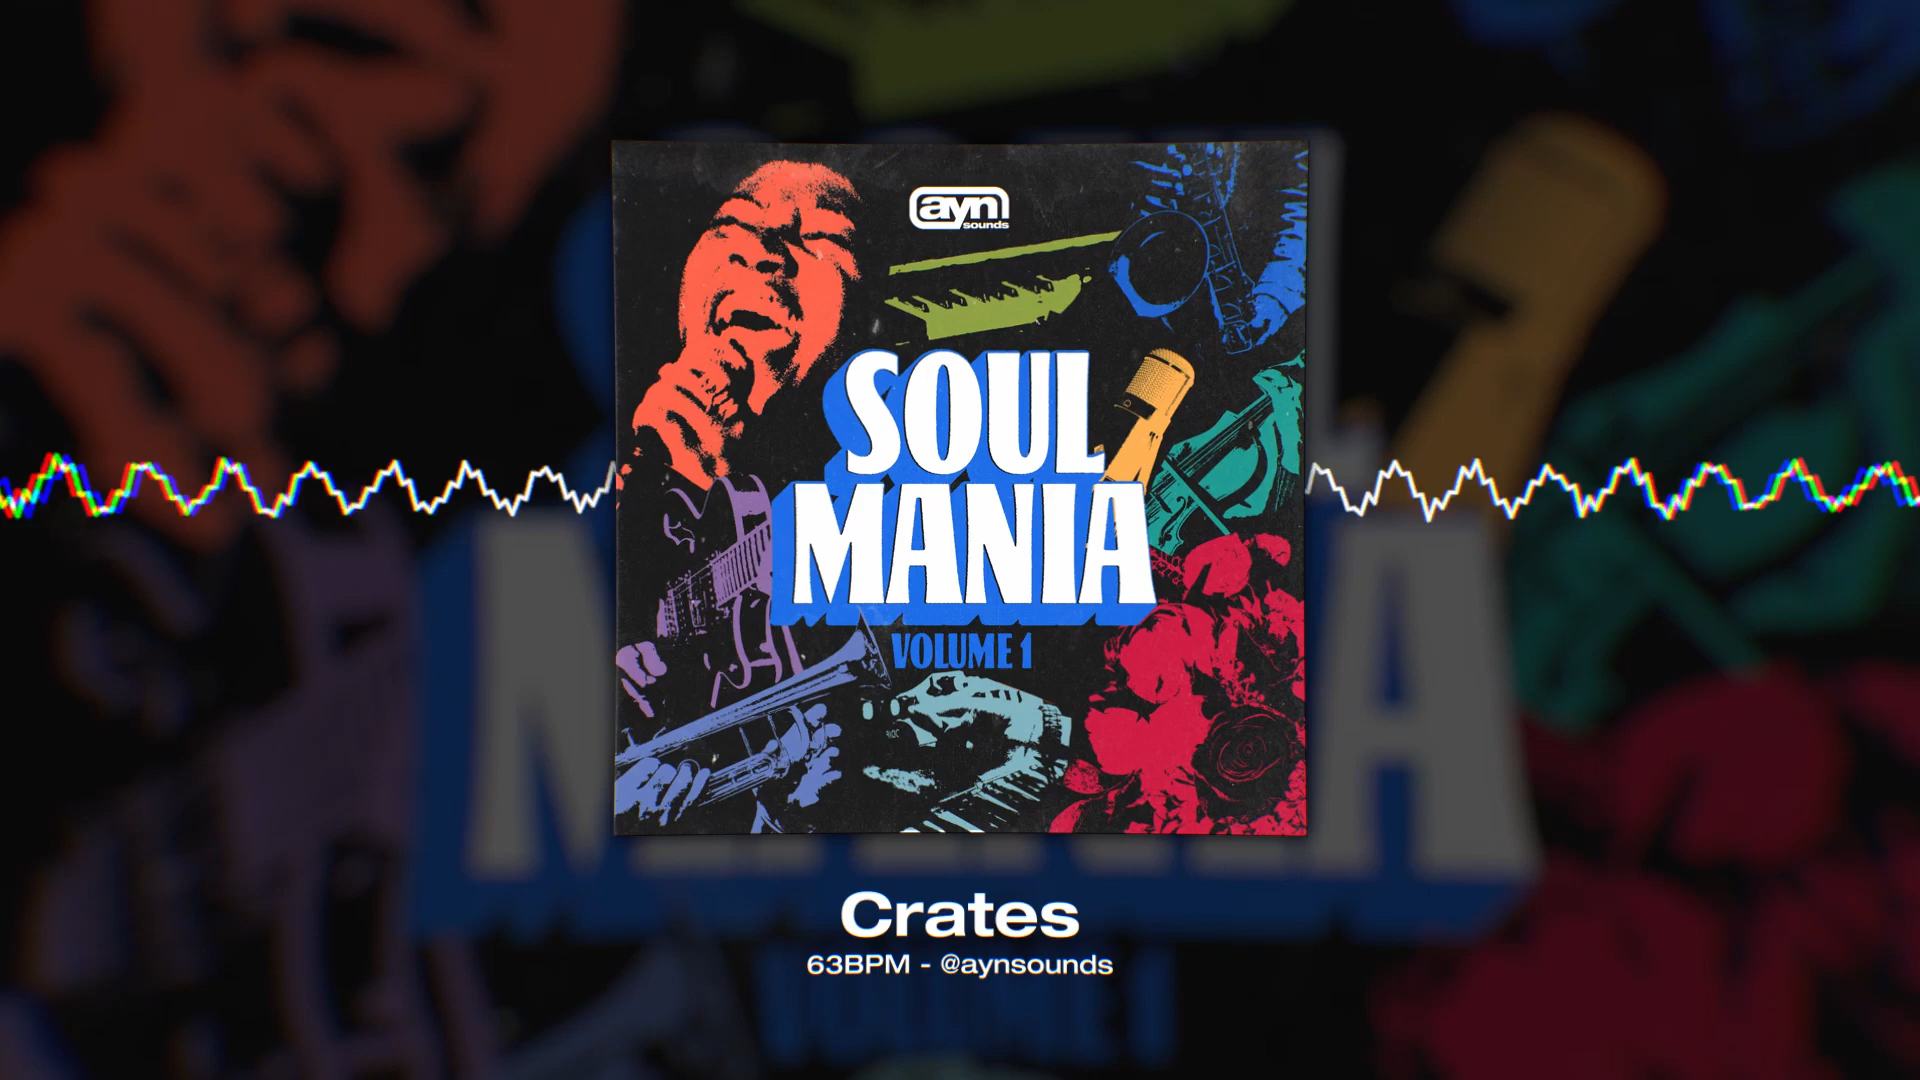 ayn
sounds
SOUL
MANIA
VOLUME 1
Crates
63BPM - @aynsounds